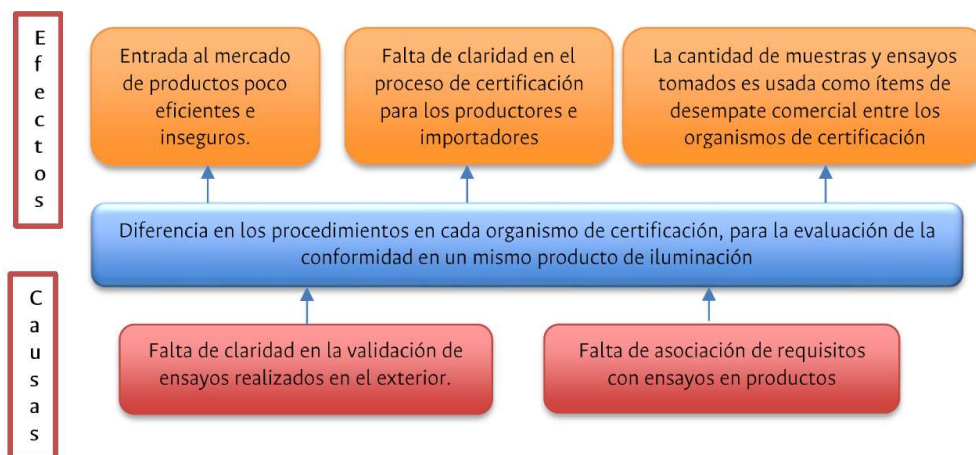 Efectos
Entrada al mercado
de productos poco
eficientes e
inseguros.
Falta de claridad en el
proceso de certificación
para los productores e
importadores
La cantidad de muestras y ensayos
tomados es usada como ítems de
desempate comercial entre los
organismos de certificación
Diferencia en los procedimientos en cada organismo de certificación, para la evaluación de la
conformidad en un mismo producto de iluminación
Causas
Falta de claridad en la validación de
ensayos realizados en el exterior.
Falta de asociación de requisitos
con ensayos en productos